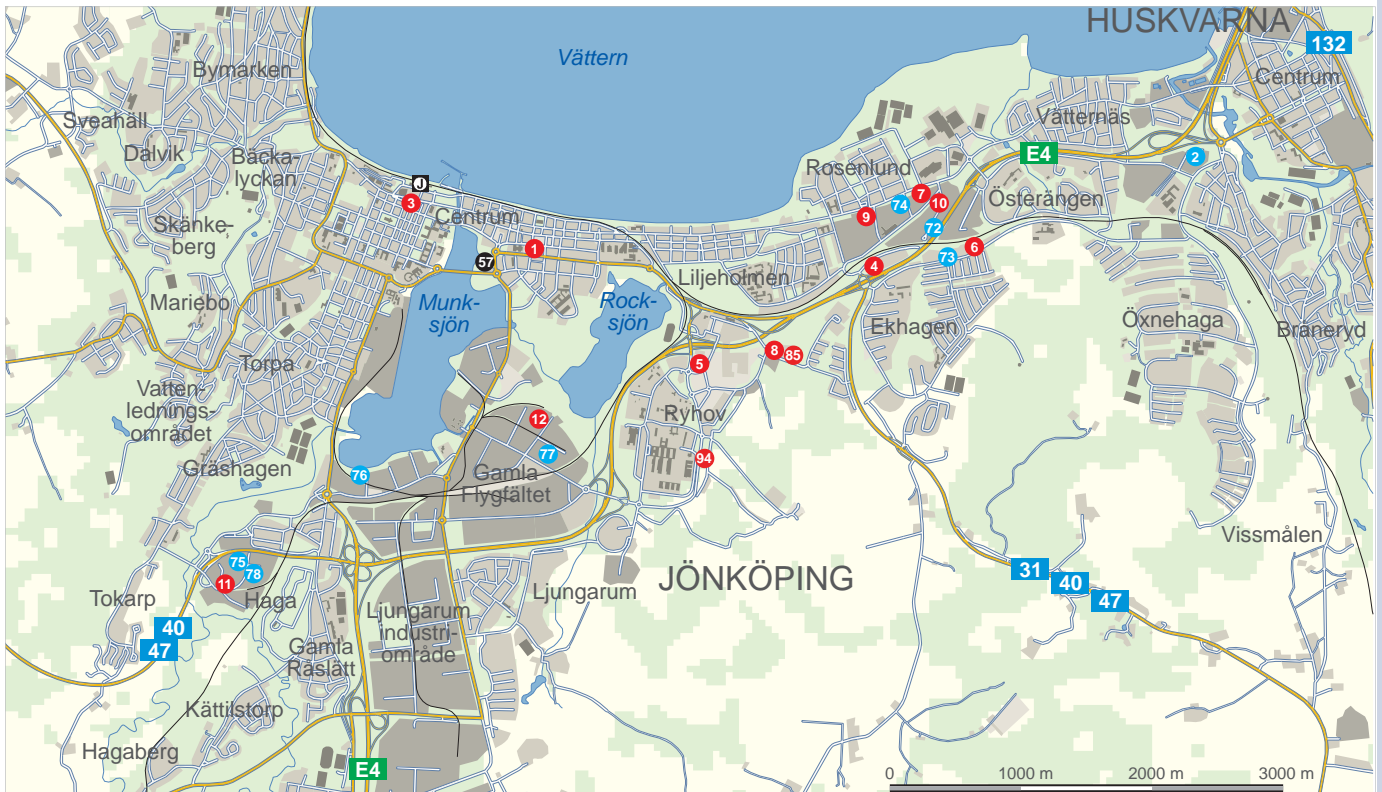 HUSKVARNA
132
Vättern
Bymarken
Centrum
Sveahäll
Vätternäs
Dalvik
Bäcka-
lyckan
E4
2
Rosenlund
J
3
7
74
10
Österängen
Skänke-
berg
Centrum
9
72
1
6
57
4
73
Liljeholmen
Mariebo
Munk-
sjön
Rock-
sjön
Ekhagen
Öxnehaga
Bräneryd
8
85
Torpa
5
Vatten-
lednings-
området
12
Ryhov
77
94
Gräshagen
76
Gamla
Flygfältet
Vissmålen
75
78
11
31
40
47
JÖNKÖPING
Tokarp
Haga
Ljungarum
40
47
Ljungarum
industri-
område
Gamla
Råslätt
Kättilstorp
Hagaberg
E4
0
1000 m
2000 m
3000 m